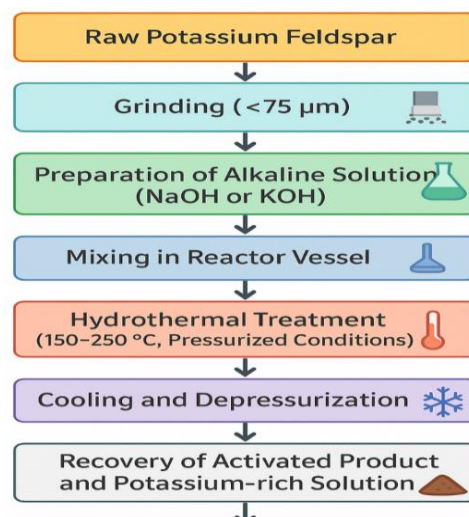 Raw Potassium Feldspar
Grinding (<75 µm)
Preparation of Alkaline Solution
(NaOH or KOH)
Mixing in Reactor Vessel
Hydrothermal Treatment
(150–250 °C, Pressurized Conditions)
Cooling and Depressurization
Recovery of Activated Product
and Potassium-rich Solution